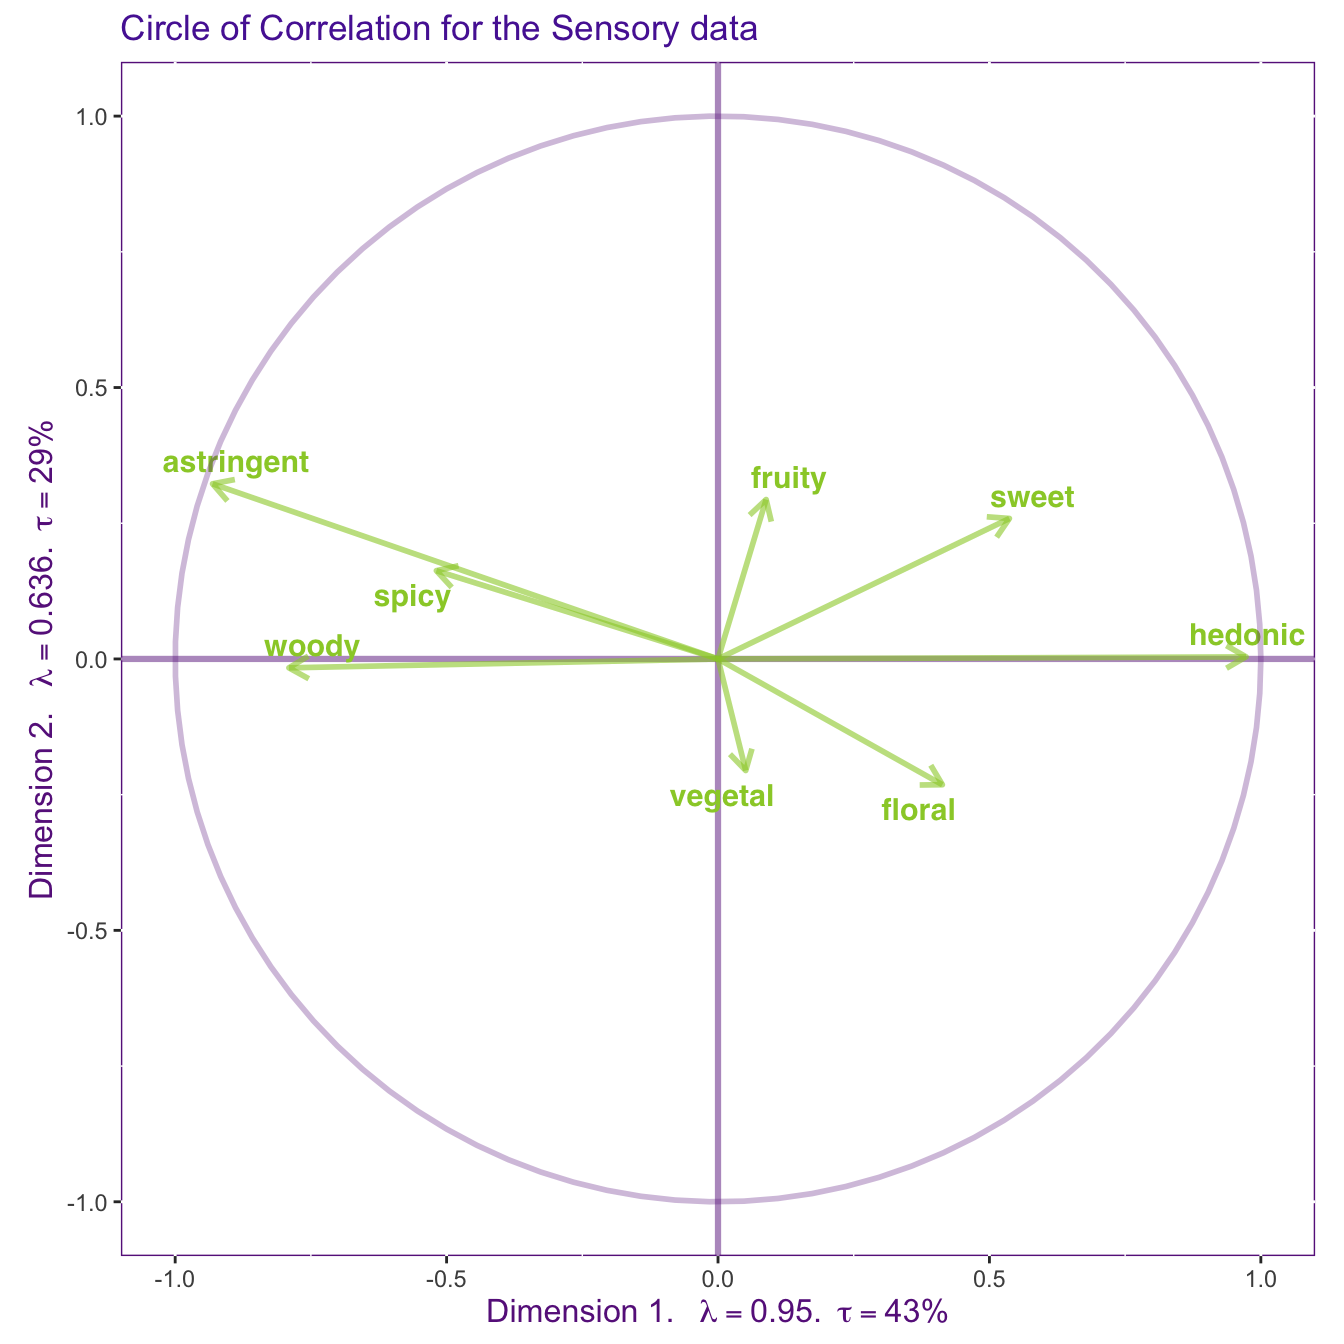 Circle of Correlation for the Sensory data
1.0
0.5
0.0
-0.5
-1.0
Dimension 2. λ = 0.636. τ = 29%
astringent
fruity
sweet
spicy
hedonic
woody
vegetal
floral
-1.0 -0.5 0.0 0.5 1.0
Dimension 1. λ = 0.95. τ = 43%